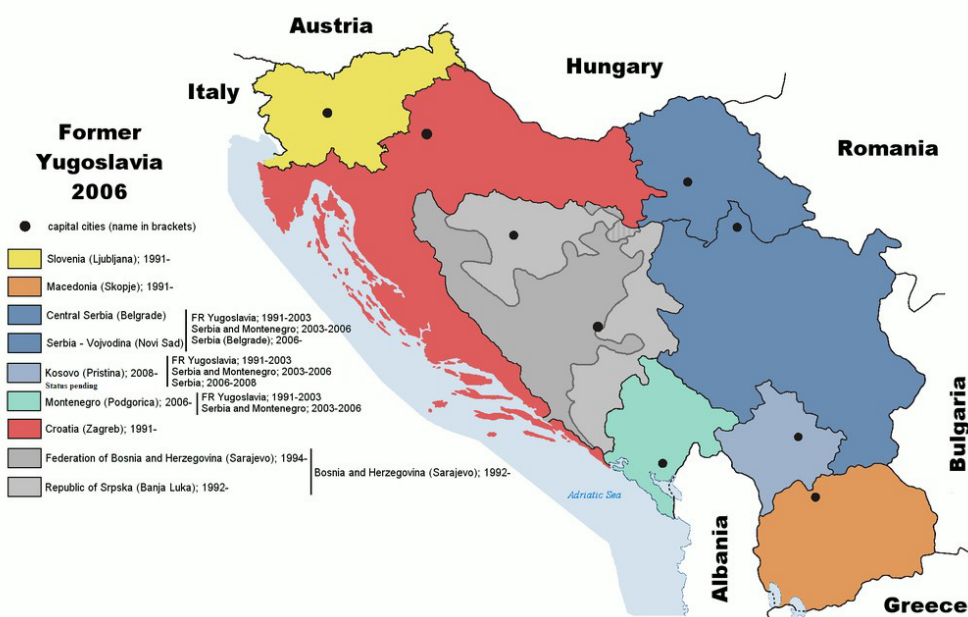 Austria
Hungary
Italy
Romania
Former
Yugoslavia
2006
capital cities (name in brackets)
Slovenia (Ljubljana); 1991-
Macedonia (Skopje); 1991-
Central Serbia (Belgrade)
Serbia - Vojvodina (Novi Sad)
FR Yugoslavia; 1991-2003
Serbia and Montenegro; 2003-2006
Serbia (Belgrade); 2006-
Kosovo (Pristina); 2008-
Status pending
FR Yugoslavia; 1991-2003
Serbia and Montenegro; 2003-2006
Serbia; 2006-2008
Montenegro (Podgorica); 2006-
FR Yugoslavia; 1991-2003
Serbia and Montenegro; 2003-2006
Croatia (Zagreb); 1991-
Federation of Bosnia and Herzegovina (Sarajevo); 1994-
Republic of Srpska (Banja Luka); 1992-
Bosnia and Herzegovina (Sarajevo); 1992-
Adriatic Sea
Bulgaria
Albania
Greece